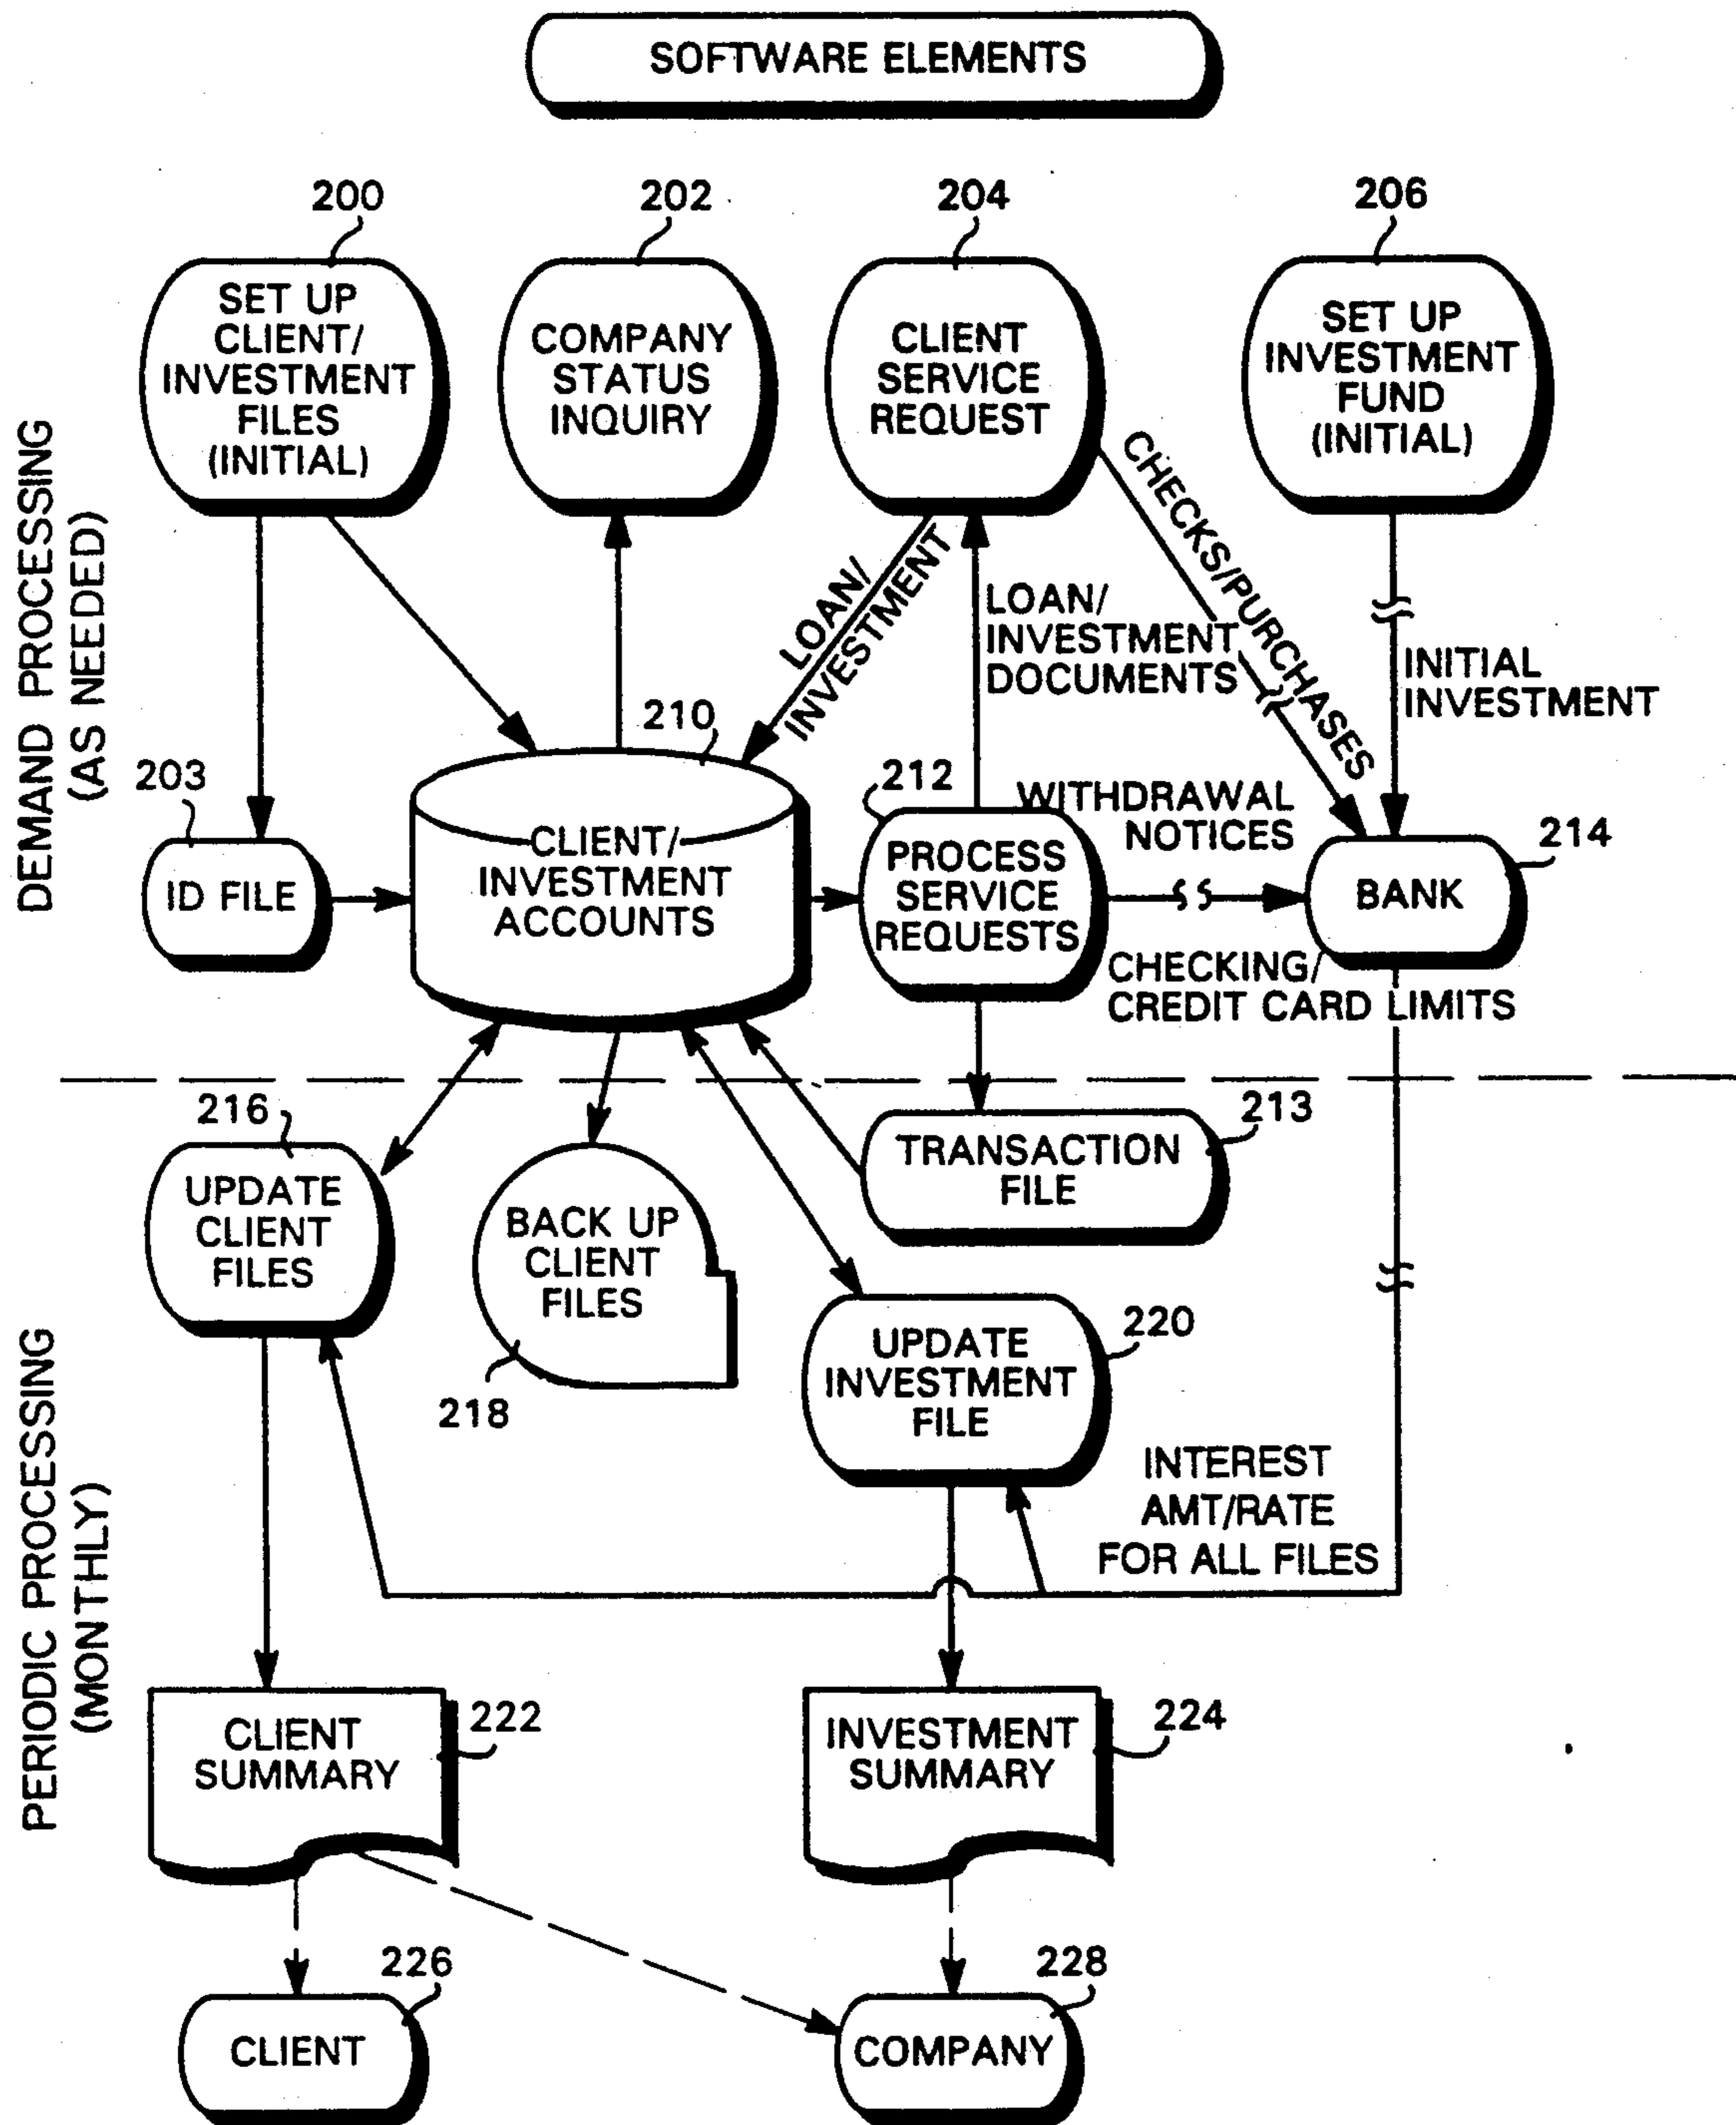 SOFTWARE ELEMENTS
200
202
204
206
SET UP
CLIENT/
INVESTMENT
FILES
(INITIAL)
COMPANY
STATUS
INQUIRY
CLIENT
SERVICE
REQUEST
SET UP
INVESTMENT
FUND
(INITIAL)
DEMAND PROCESSING
(AS NEEDED)
LOAN/
INVESTMENT
LOAN/
INVESTMENT
DOCUMENTS
CHECKS/PURCHASES
INITIAL
INVESTMENT
203
ID FILE
210
CLIENT/
INVESTMENT
ACCOUNTS
212
PROCESS
SERVICE
REQUESTS
WITHDRAWAL
NOTICES
214
BANK
CHECKING/
CREDIT CARD LIMITS
PERIODIC PROCESSING
(MONTHLY)
216
UPDATE
CLIENT
FILES
BACK UP
CLIENT
FILES
218
213
TRANSACTION
FILE
220
UPDATE
INVESTMENT
FILE
INTEREST
AMT/RATE
FOR ALL FILES
222
CLIENT
SUMMARY
224
INVESTMENT
SUMMARY
226
CLIENT
228
COMPANY